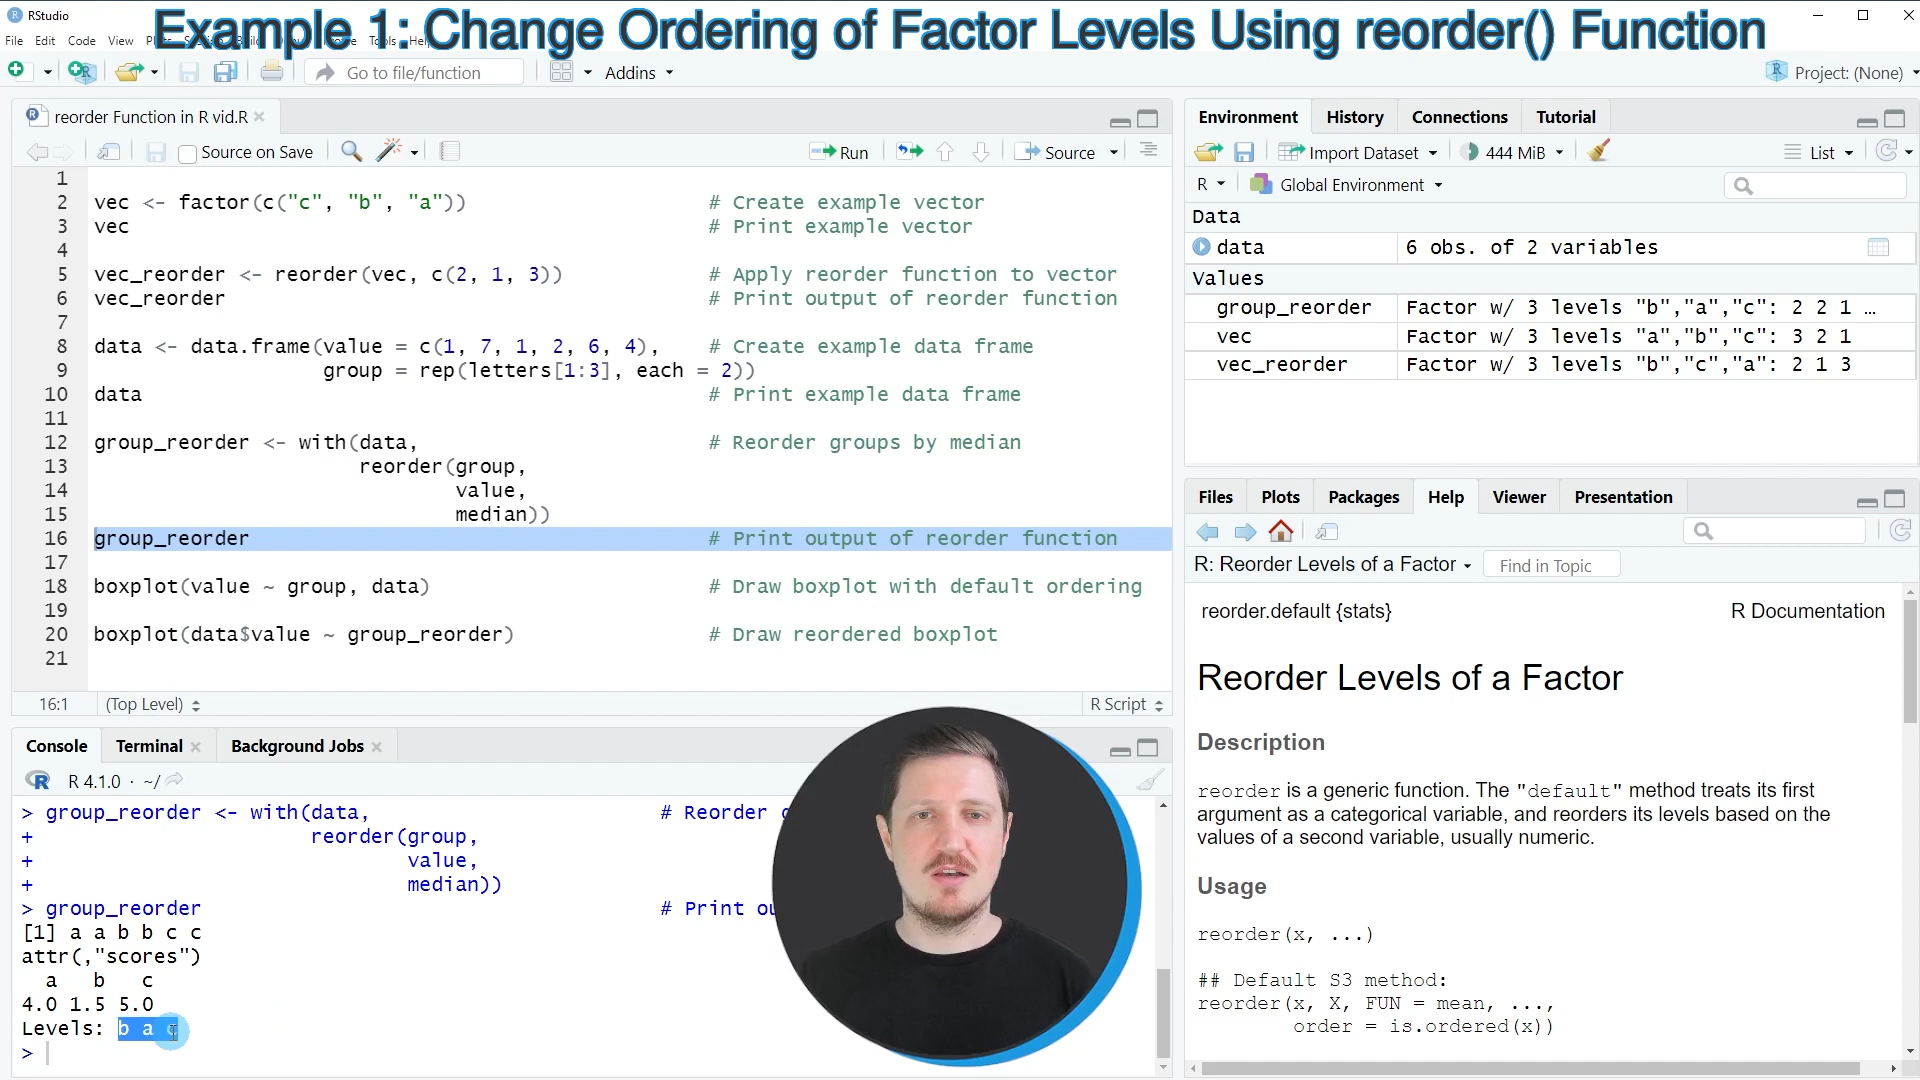 RStudio
Example 1: Change Ordering of Factor Levels Using reorder() Function
File Edit Code View
Tools Help
Go to file/function
Addins
Project: (None)
reorder Function in R vid.R
Source on Save
Run
Source
1
2 vec <- factor(c("c", "b", "a")) # Create example vector
3 vec # Print example vector
4
5 vec_reorder <- reorder(vec, c(2, 1, 3)) # Apply reorder function to vector
6 vec_reorder # Print output of reorder function
7
8 data <- data.frame(value = c(1, 7, 1, 2, 6, 4), # Create example data frame
9 group = rep(letters[1:3], each = 2))
10 data # Print example data frame
11
12 group_reorder <- with(data, # Reorder groups by median
13 reorder(group,
14 value,
15 median))
16 group_reorder # Print output of reorder function
17
18 boxplot(value ~ group, data) # Draw boxplot with default ordering
19
20 boxplot(data$value ~ group_reorder) # Draw reordered boxplot
21
16:1 (Top Level) R Script
Console Terminal Background Jobs
R 4.1.0 · ~/
> group_reorder <- with(data, # Reorder
+ reorder(group,
+ value,
+ median))
> group_reorder # Print
[1] a a b b c c
attr(,"scores")
a b c
4.0 1.5 5.0
Levels: b a c
>
Environment History Connections Tutorial
Import Dataset 444 MiB List
R Global Environment
Data
data 6 obs. of 2 variables
Values
group_reorder Factor w/ 3 levels "b","a","c": 2 2 1 …
vec Factor w/ 3 levels "a","b","c": 3 2 1
vec_reorder Factor w/ 3 levels "b","c","a": 2 1 3
Files Plots Packages Help Viewer Presentation
R: Reorder Levels of a Factor Find in Topic
reorder.default {stats} R Documentation
Reorder Levels of a Factor
Description
reorder is a generic function. The "default" method treats its first
argument as a categorical variable, and reorders its levels based on the
values of a second variable, usually numeric.
Usage
reorder(x, ...)
## Default S3 method:
reorder(x, X, FUN = mean, ...,
order = is.ordered(x))